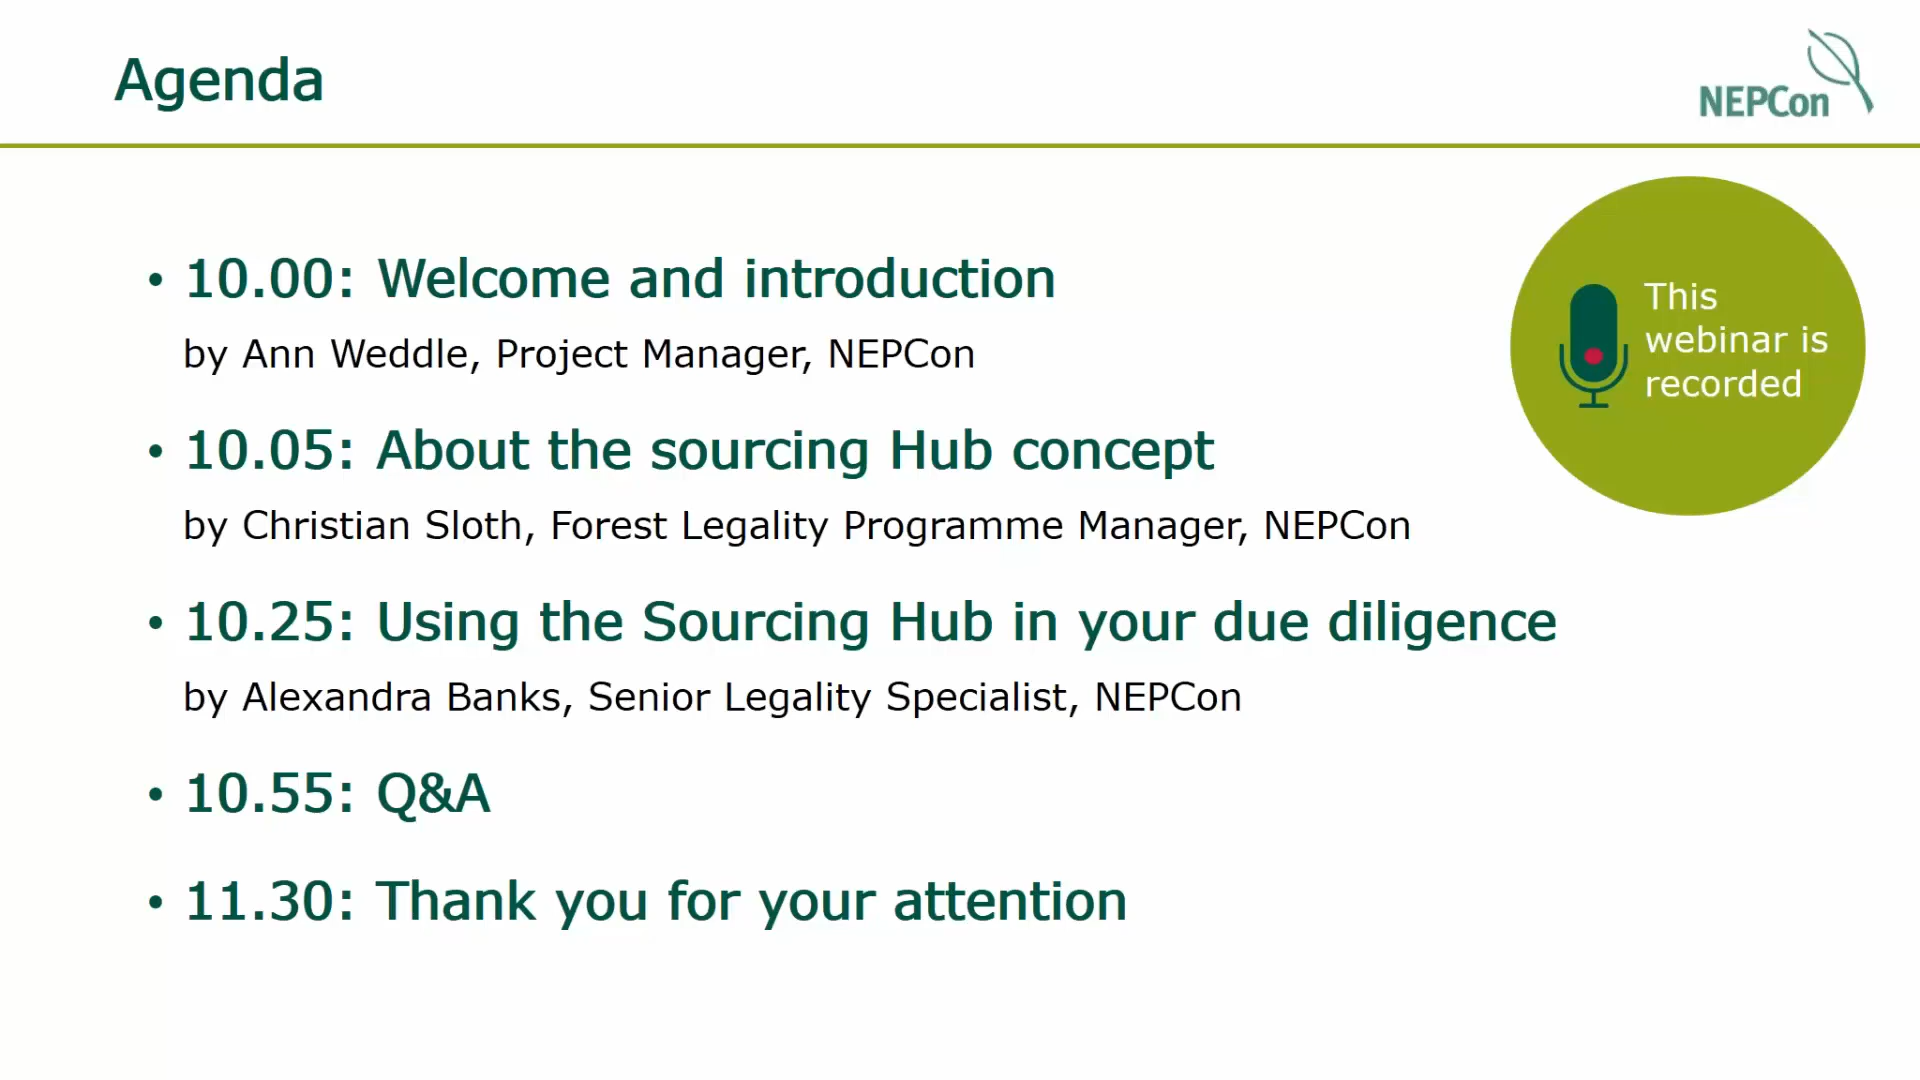 Agenda
NEPCon
• 10.00: Welcome and introduction
by Ann Weddle, Project Manager, NEPCon
This
webinar is
recorded
• 10.05: About the sourcing Hub concept
by Christian Sloth, Forest Legality Programme Manager, NEPCon
• 10.25: Using the Sourcing Hub in your due diligence
by Alexandra Banks, Senior Legality Specialist, NEPCon
• 10.55: Q&A
• 11.30: Thank you for your attention